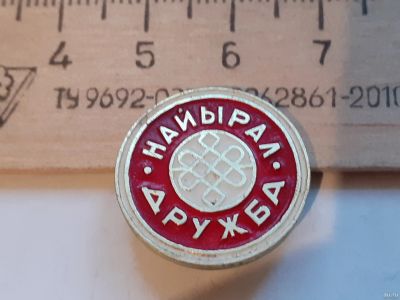 4 5 6 7
ТУ 9692-0
62861-2010
· НАЙЫРАЛ ·
ДРУЖБА